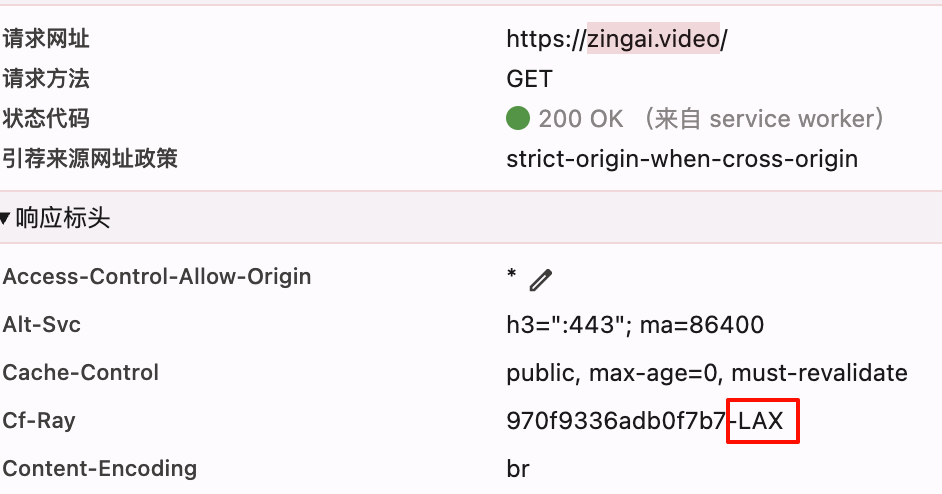 请求网址 https://zingai.video/
请求方法 GET
状态代码 200 OK （来自 service worker）
引荐来源网址政策 strict-origin-when-cross-origin
▼响应标头
Access-Control-Allow-Origin *
Alt-Svc h3=":443"; ma=86400
Cache-Control public, max-age=0, must-revalidate
Cf-Ray 970f9336adb0f7b7-LAX
Content-Encoding br